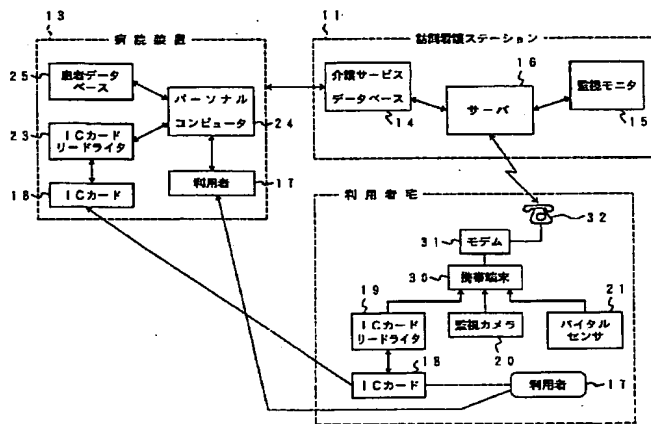 13
病院装置
25
患者データ
ベース
23
ICカード
リードライタ
18
ICカード
パーソナル
コンピュータ
24
利用者
17
11
訪問看護ステーション
介護サービス
データベース
14
16
サーバ
監視モニタ
15
利用者宅
32
31
モデム
30
携帯端末
19
ICカード
リードライタ
監視カメラ
20
21
バイタル
センサ
18
ICカード
利用者
17